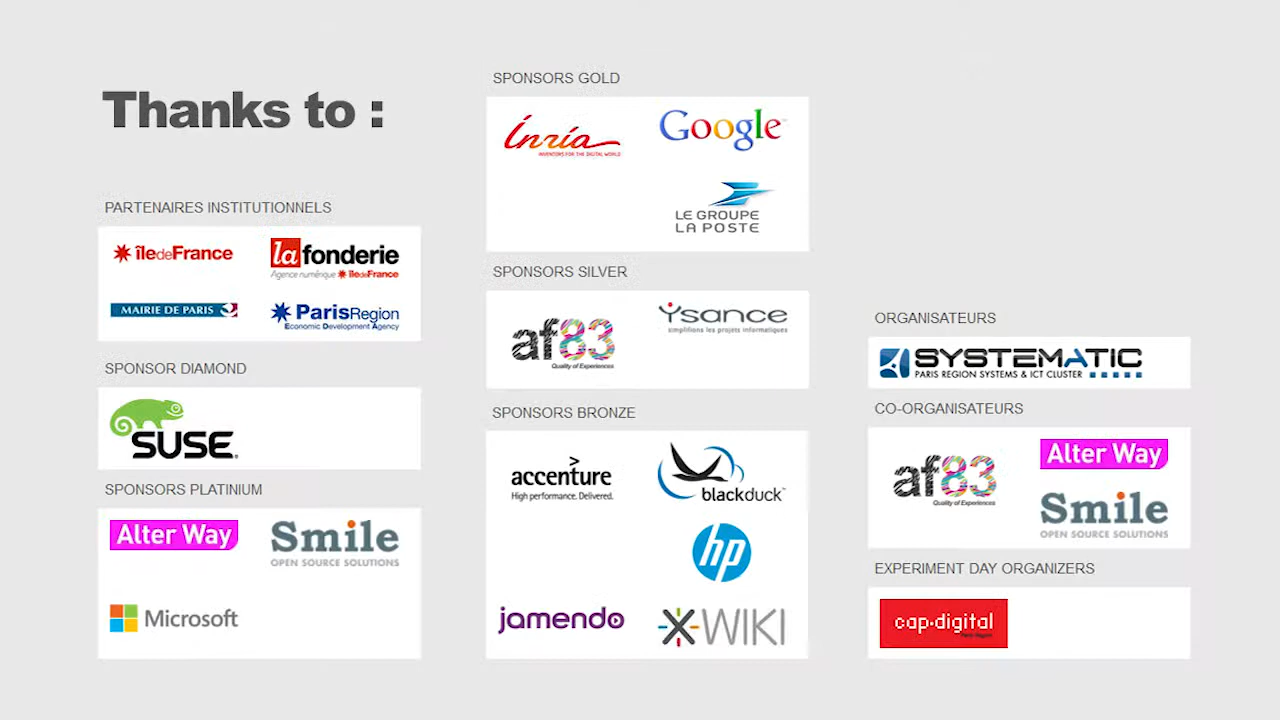 Thanks to :
PARTENAIRES INSTITUTIONNELS
îledeFrance
la fonderie
Agence numérique îledeFrance
MAIRIE DE PARIS
ParisRegion
Economic Development Agency
SPONSOR DIAMOND
SUSE
SPONSORS PLATINIUM
Alter Way
Smile
OPEN SOURCE SOLUTIONS
Microsoft
SPONSORS GOLD
Inria
INVENTORS FOR THE DIGITAL WORLD
Google
LE GROUPE
LA POSTE
SPONSORS SILVER
af83
Quality of Experiences
Ysance
simplifions les projets informatiques
SPONSORS BRONZE
accenture
High performance. Delivered.
blackduck
hp
jamendo
XWIKI
ORGANISATEURS
SYSTEMATIC
PARIS REGION SYSTEMS & ICT CLUSTER
CO-ORGANISATEURS
af83
Quality of Experiences
Alter Way
Smile
OPEN SOURCE SOLUTIONS
EXPERIMENT DAY ORGANIZERS
cap·digital